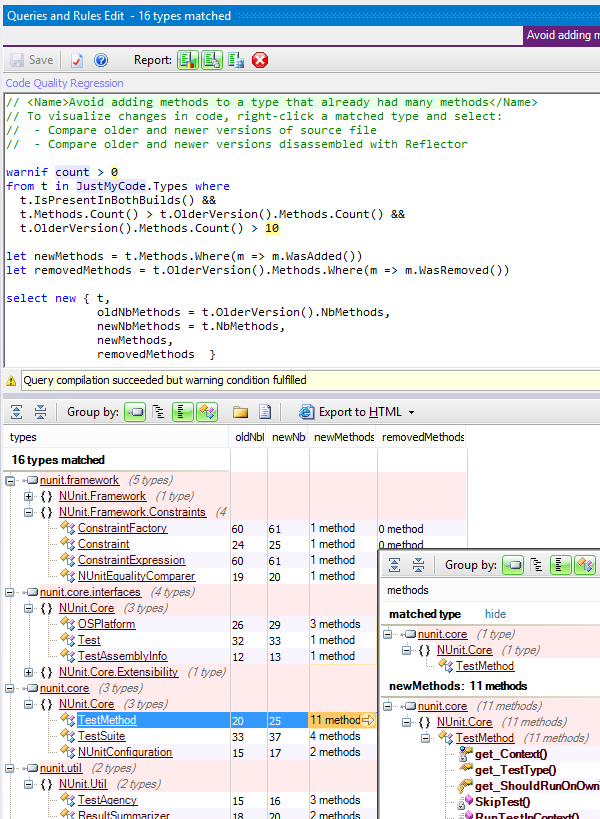 Queries and Rules Edit  - 16 types matched
Avoid adding m
Save
Report:
Code Quality Regression
// <Name>Avoid adding methods to a type that already had many methods</Name>
// To visualize changes in code, right-click a matched type and select:
//  - Compare older and newer versions of source file
//  - Compare older and newer versions disassembled with Reflector
warnif count > 0
from t in JustMyCode.Types where
t.IsPresentInBothBuilds() &&
t.Methods.Count() > t.OlderVersion().Methods.Count() &&
t.OlderVersion().Methods.Count() > 10
let newMethods = t.Methods.Where(m => m.WasAdded())
let removedMethods = t.OlderVersion().Methods.Where(m => m.WasRemoved())
select new { t,
oldNbMethods = t.OlderVersion().NbMethods,
newNbMethods = t.NbMethods,
newMethods,
removedMethods  }
Query compilation succeeded but warning condition fulfilled
Group by: Export to HTML
types oldNbl newNb newMethods removedMethods
16 types matched
nunit.framework (5 types)
{} NUnit.Framework (1 type)
{} NUnit.Framework.Constraints (4
ConstraintFactory 60 61 1 method 0 method
Constraint 24 25 1 method 0 method
ConstraintExpression 60 61 1 method
NUnitEqualityComparer 19 20 1 method
nunit.core.interfaces (4 types)
{} NUnit.Core (3 types)
OSPlatform 26 29 3 methods
Test 32 33 1 method
TestAssemblyInfo 12 13 1 method
{} NUnit.Core.Extensibility (1 type)
nunit.core (3 types)
{} NUnit.Core (3 types)
TestMethod 20 25 11 method
TestSuite 33 37 4 methods
NUnitConfiguration 15 17 2 methods
nunit.util (2 types)
{} NUnit.Util (2 types)
TestAgency 15 16 3 methods
ResultSummarizer 18 20 2 methods
Group by:
methods
matched type hide
nunit.core (1 type)
{} NUnit.Core (1 type)
TestMethod
newMethods: 11 methods
nunit.core (11 methods)
{} NUnit.Core (11 methods)
TestMethod (11 methods)
get_Context()
get_TestType()
get_ShouldRunOnOwn
SkipTest()
RunTestInContext()